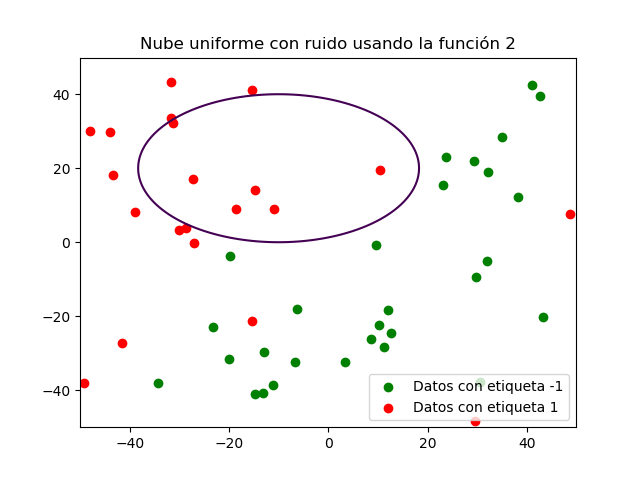 Nube uniforme con ruido usando la función 2
40
20
0
−20
−40
Datos con etiqueta -1
Datos con etiqueta 1
−40 −20 0 20 40